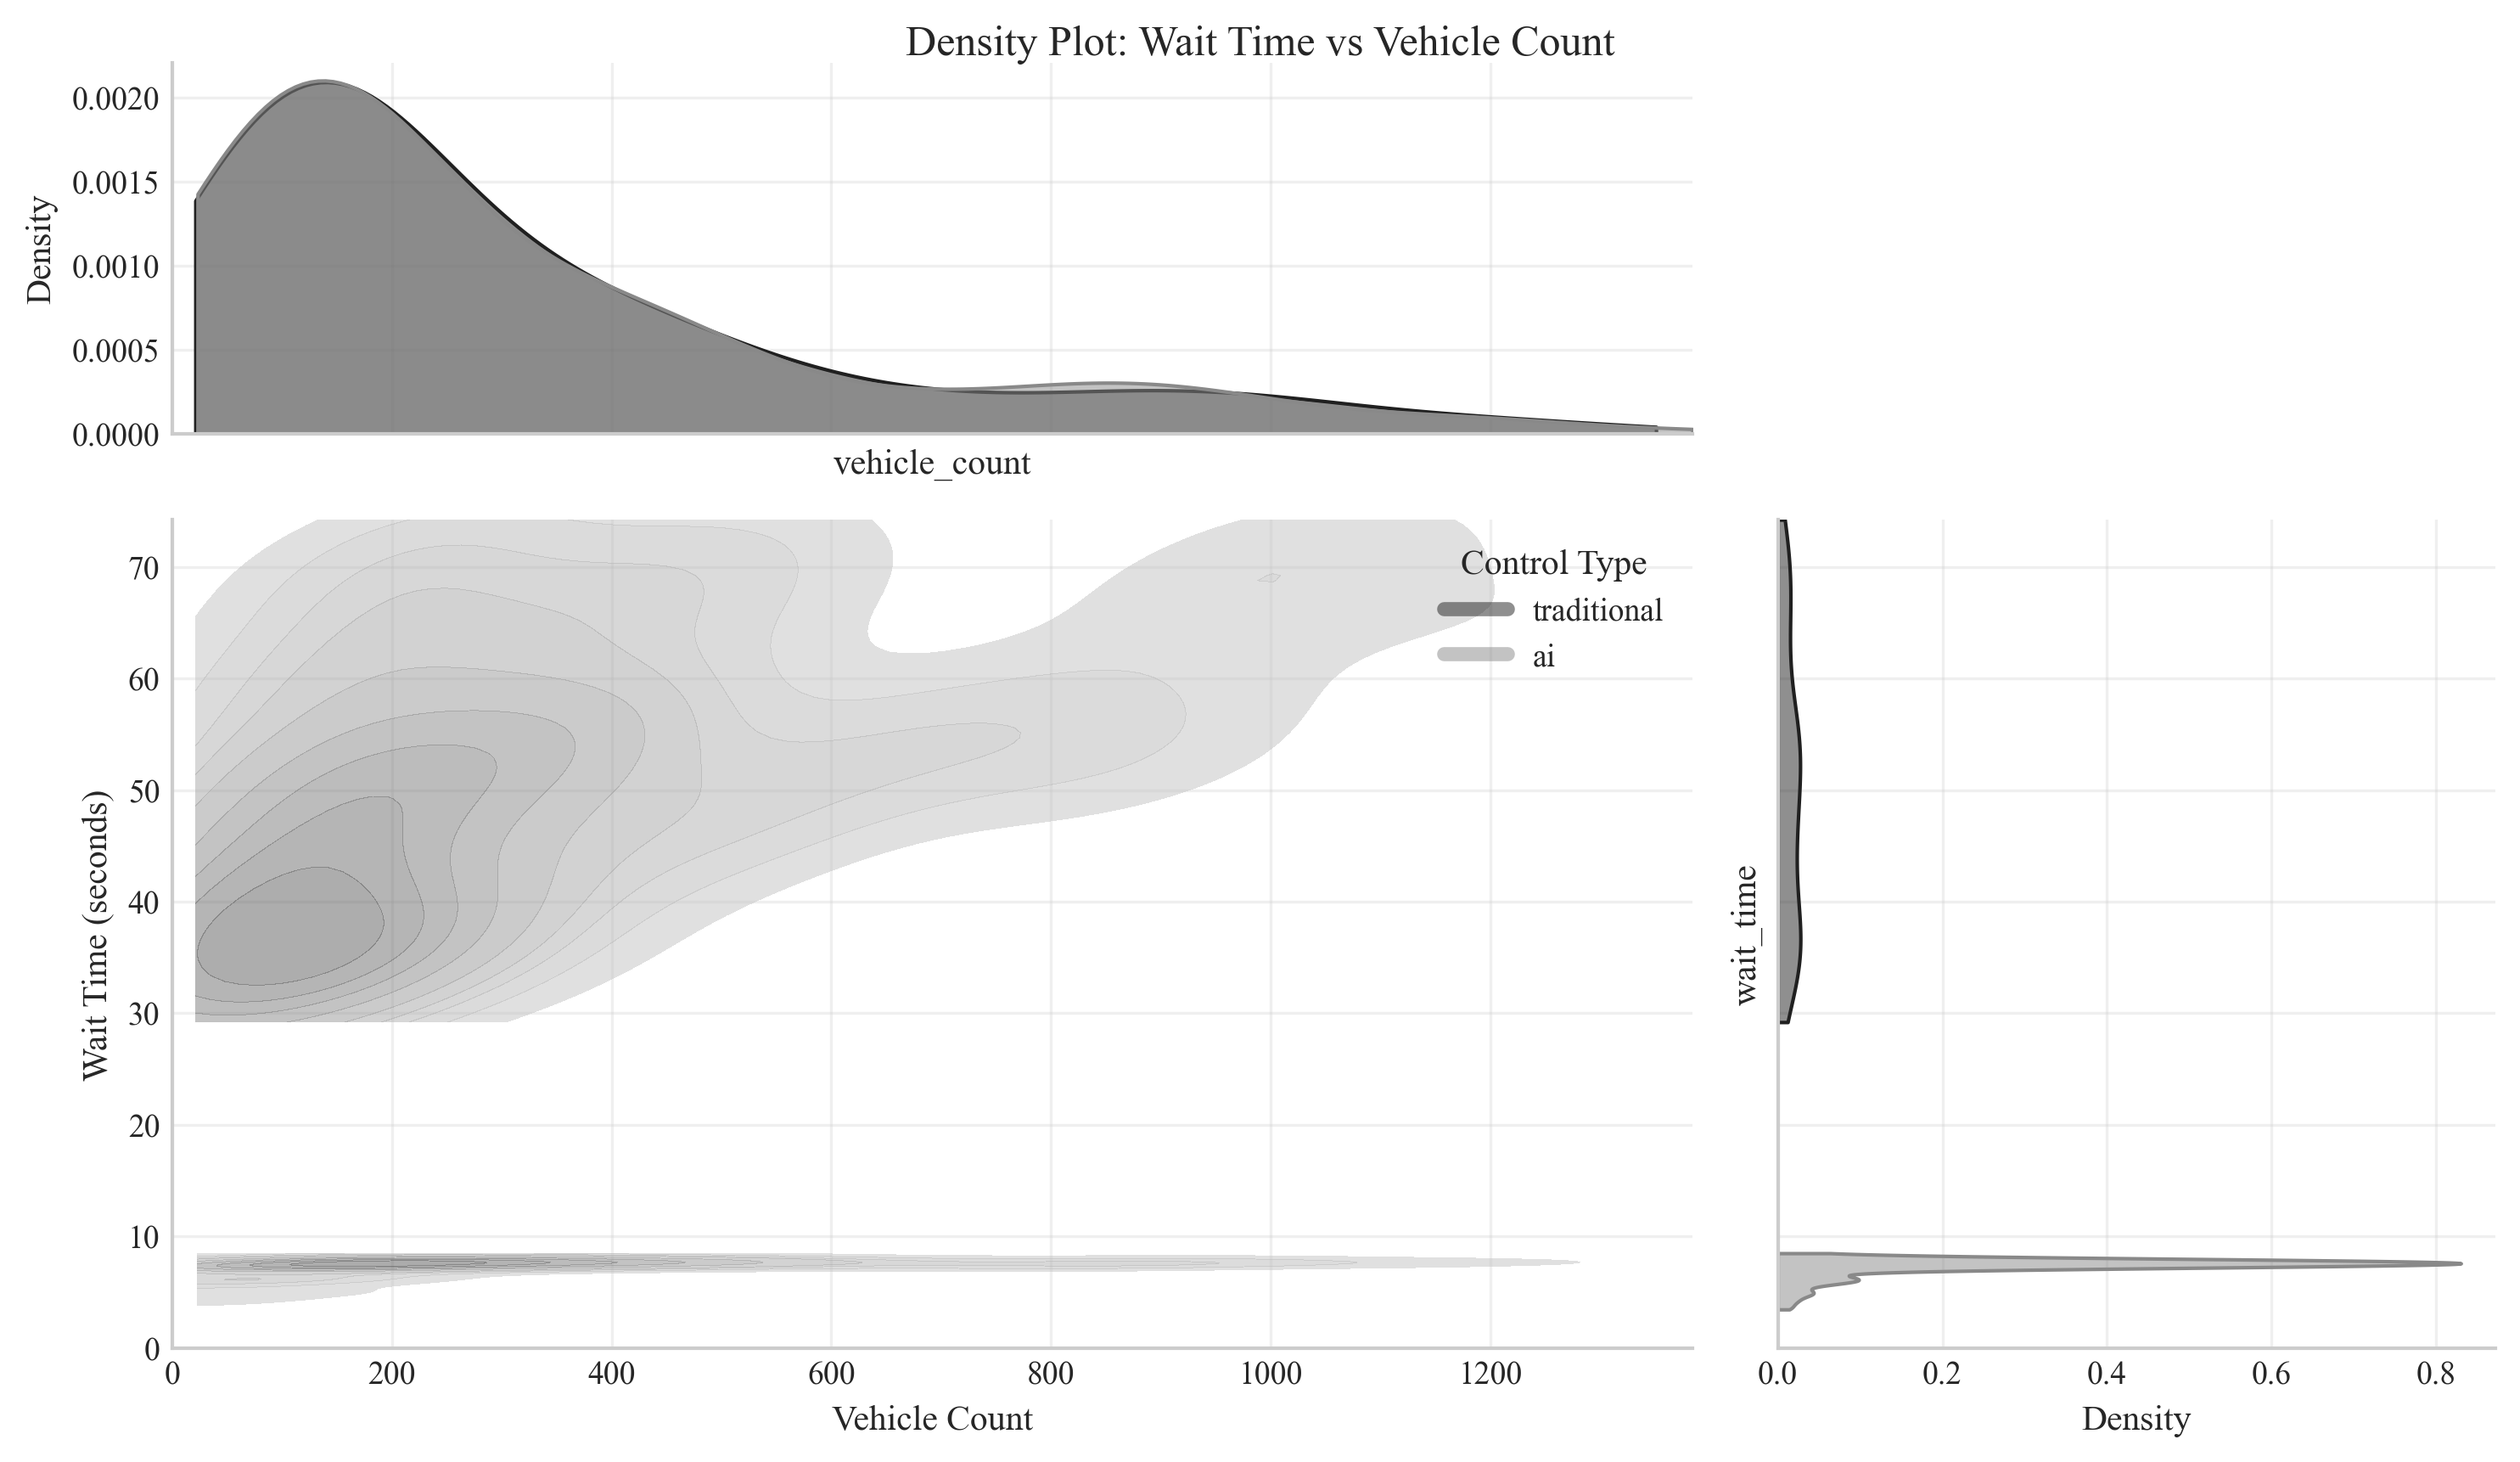 Density Plot: Wait Time vs Vehicle Count
Density
0.0020
0.0015
0.0010
0.0005
0.0000
vehicle_count
Wait Time (seconds)
70
60
50
40
30
20
10
0
0 200 400 600 800 1000 1200
Vehicle Count
Control Type
traditional
ai
wait_time
0.0 0.2 0.4 0.6 0.8
Density